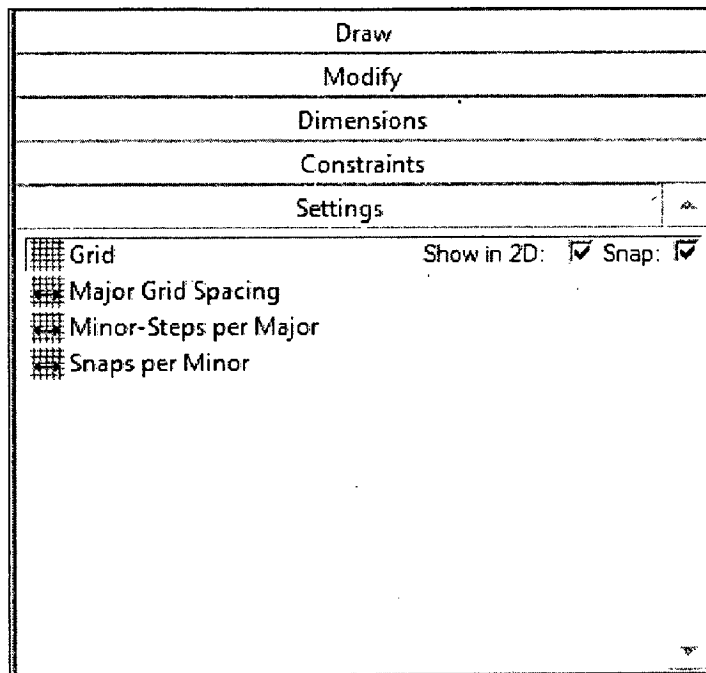 Draw
Modify
Dimensions
Constraints
Settings
Grid Show in 2D: Snap:
Major Grid Spacing
Minor-Steps per Major
Snaps per Minor